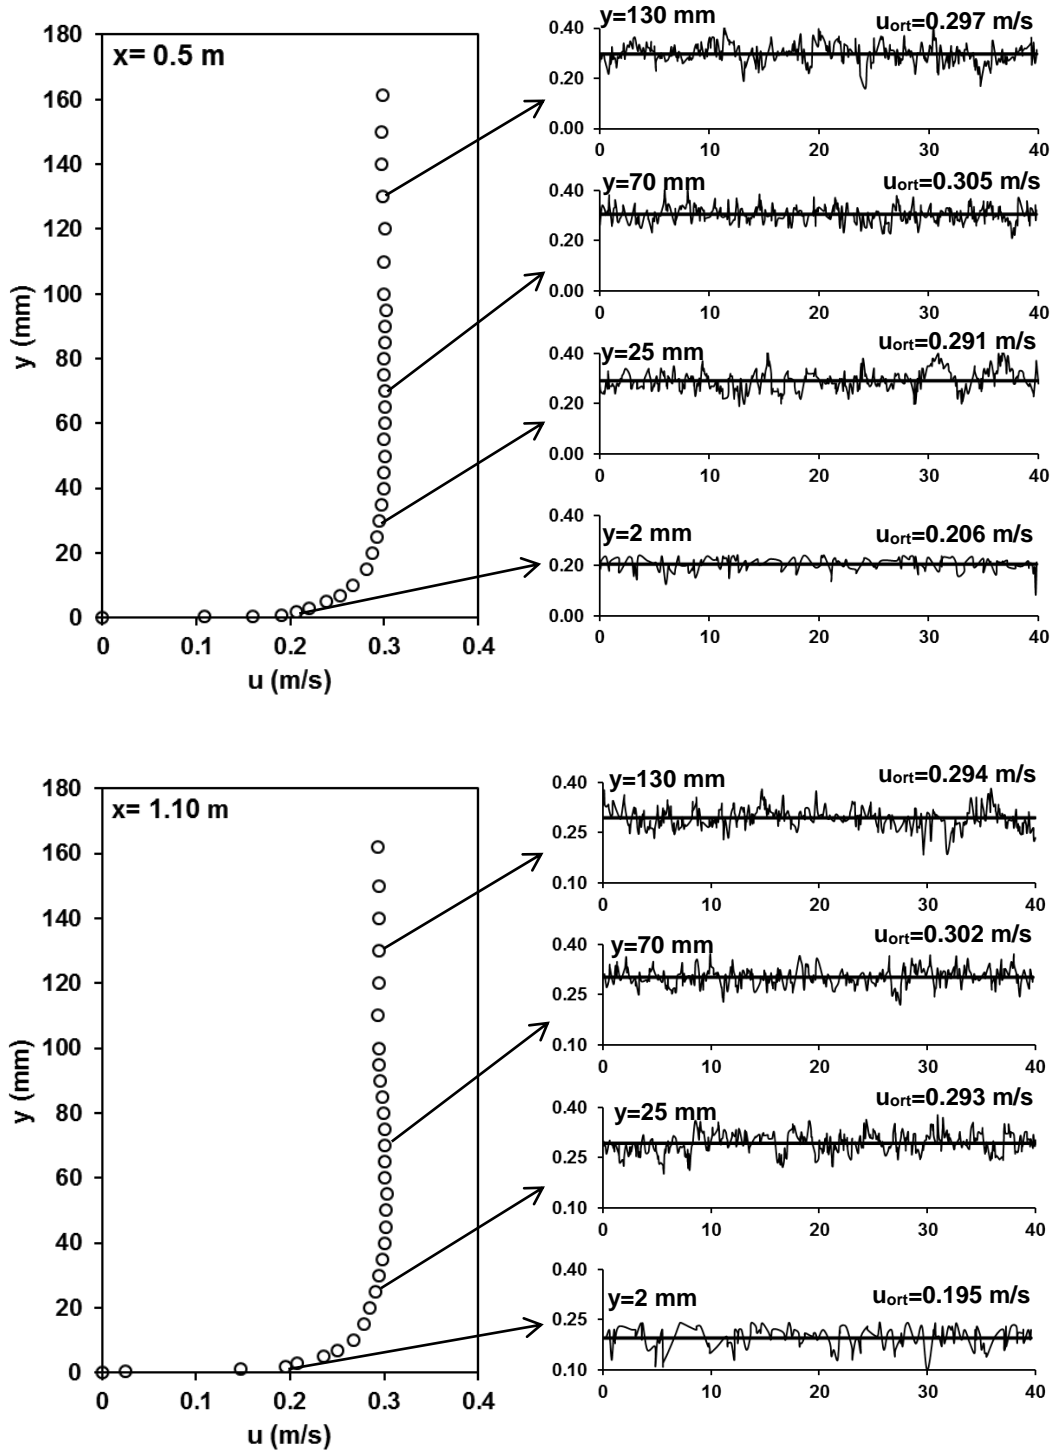 x= 0.5 m
y (mm)
180
160
140
120
100
80
60
40
20
0
0 0.1 0.2 0.3 0.4
u (m/s)
y=130 mm uort=0.297 m/s
0.40
0.20
0.00
0 10 20 30 40
y=70 mm uort=0.305 m/s
0.40
0.20
0.00
0 10 20 30 40
y=25 mm uort=0.291 m/s
0.40
0.20
0.00
0 10 20 30 40
y=2 mm uort=0.206 m/s
0.40
0.20
0.00
0 10 20 30 40
x= 1.10 m
y (mm)
180
160
140
120
100
80
60
40
20
0
0 0.1 0.2 0.3 0.4
u (m/s)
y=130 mm uort=0.294 m/s
0.40
0.25
0.10
0 10 20 30 40
y=70 mm uort=0.302 m/s
0.40
0.25
0.10
0 10 20 30 40
y=25 mm uort=0.293 m/s
0.40
0.25
0.10
0 10 20 30 40
y=2 mm uort=0.195 m/s
0.40
0.25
0.10
0 10 20 30 40